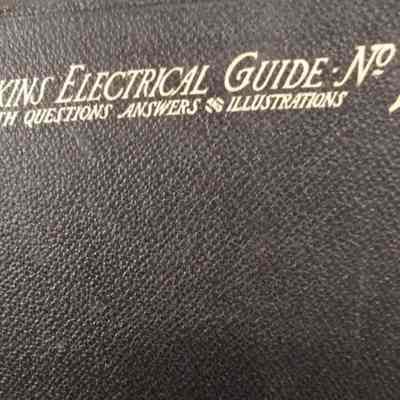 KINS ELECTRICAL GUIDE · Nº
TH QUESTIONS ANSWERS & ILLUSTRATIONS